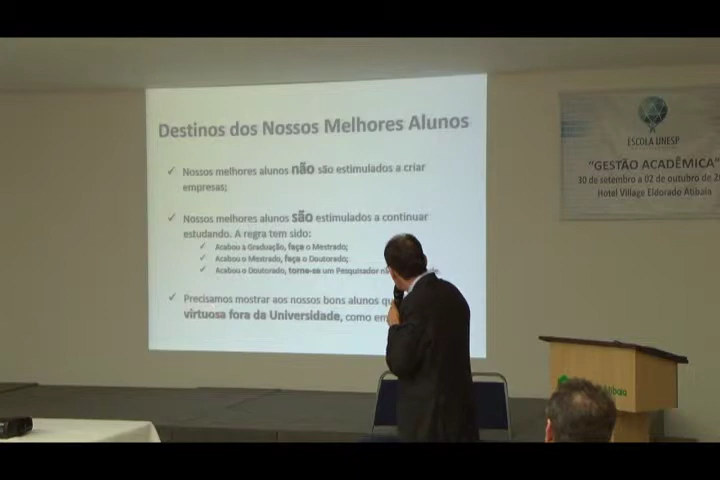 Destinos dos Nossos Melhores Alunos
✓ Nossos melhores alunos não são estimulados a criar
empresas;
✓ Nossos melhores alunos são estimulados a continuar
estudando. A regra tem sido:
✓ Acabou a Graduação, faça o Mestrado;
✓ Acabou o Mestrado, faça o Doutorado;
✓ Acabou o Doutorado, torne-se um Pesquisador
✓ Precisamos mostrar aos nossos bons alunos
virtuosa fora da Universidade, como
ESCOLA UNESP
"GESTÃO ACADÊMICA"
30 de setembro a 02 de outubro de
Hotel Village Eldorado Atibaia
Atibaia